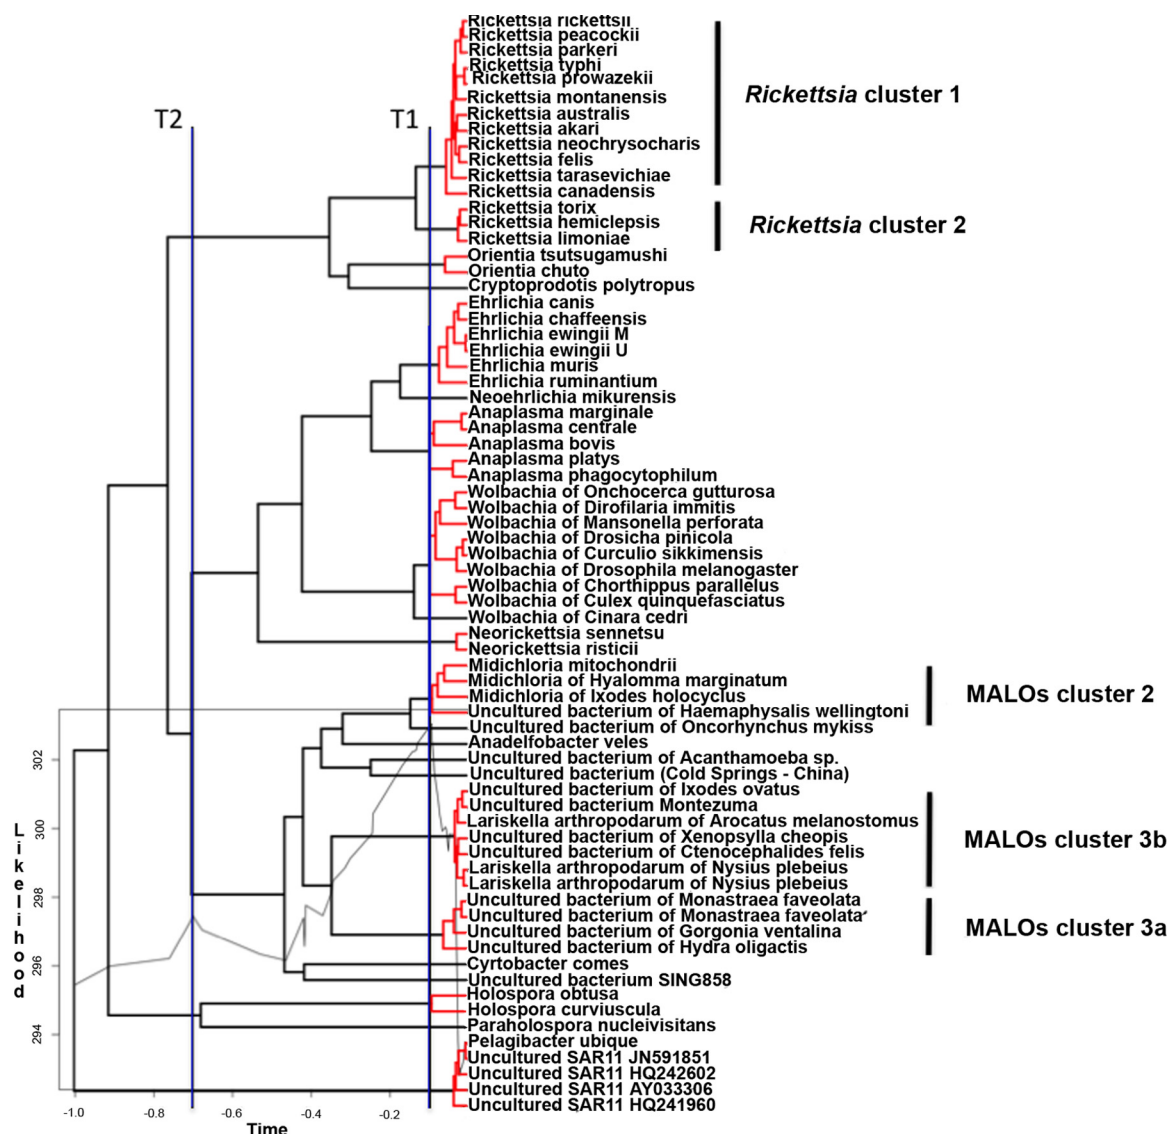 Rickettsia rickettsii
Rickettsia peacockii
Rickettsia parkeri
Rickettsia typhi
Rickettsia prowazekii
Rickettsia montanensis
Rickettsia australis
Rickettsia akari
Rickettsia neochrysocharis
Rickettsia felis
Rickettsia tarasevichiae
Rickettsia canadensis
Rickettsia torix
Rickettsia hemiclepsis
Rickettsia limoniae
Orientia tsutsugamushi
Orientia chuto
Cryptoprodotis polytropus
Ehrlichia canis
Ehrlichia chaffeensis
Ehrlichia ewingii M
Ehrlichia ewingii U
Ehrlichia muris
Ehrlichia ruminantium
Neoehrlichia mikurensis
Anaplasma marginale
Anaplasma centrale
Anaplasma bovis
Anaplasma platys
Anaplasma phagocytophilum
Wolbachia of Onchocerca gutturosa
Wolbachia of Dirofilaria immitis
Wolbachia of Mansonella perforata
Wolbachia of Drosicha pinicola
Wolbachia of Curculio sikkimensis
Wolbachia of Drosophila melanogaster
Wolbachia of Chorthippus parallelus
Wolbachia of Culex quinquefasciatus
Wolbachia of Cinara cedri
Neorickettsia sennetsu
Neorickettsia risticii
Midichloria mitochondrii
Midichloria of Hyalomma marginatum
Midichloria of Ixodes holocyclus
Uncultured bacterium of Haemaphysalis wellingtoni
Uncultured bacterium of Oncorhynchus mykiss
Anadelfobacter veles
Uncultured bacterium of Acanthamoeba sp.
Uncultured bacterium (Cold Springs - China)
Uncultured bacterium of Ixodes ovatus
Uncultured bacterium Montezuma
Lariskella arthropodarum of Arocatus melanostomus
Uncultured bacterium of Xenopsylla cheopis
Uncultured bacterium of Ctenocephalides felis
Lariskella arthropodarum of Nysius plebeius
Lariskella arthropodarum of Nysius plebeius
Uncultured bacterium of Monastraea faveolata
Uncultured bacterium of Monastraea faveolata
Uncultured bacterium of Gorgonia ventalina
Uncultured bacterium of Hydra oligactis
Cyrtobacter comes
Uncultured bacterium SING858
Holospora obtusa
Holospora curviuscula
Paraholospora nucleivisitans
Pelagibacter ubique
Uncultured SAR11 JN591851
Uncultured SAR11 HQ242602
Uncultured SAR11 AY033306
Uncultured SAR11 HQ241960
Rickettsia cluster 1
Rickettsia cluster 2
MALOs cluster 2
MALOs cluster 3b
MALOs cluster 3a
T2
T1
Likelihood
302
300
298
296
294
-1.0
-0.8
-0.6
-0.4
-0.2
Time